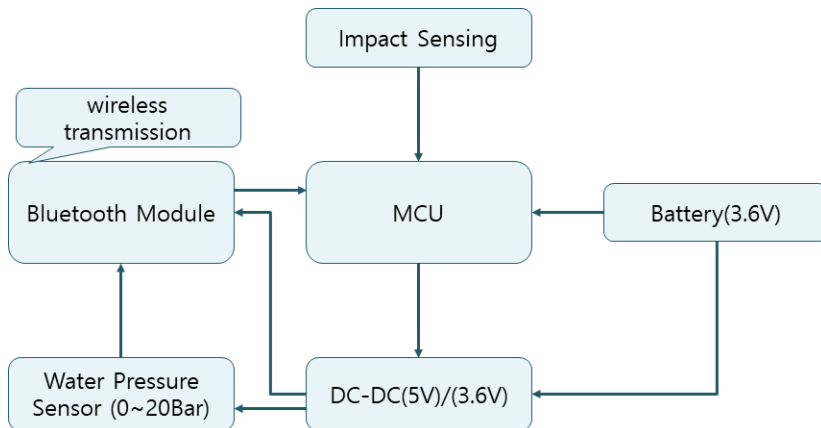 Impact Sensing
wireless
transmission
Bluetooth Module
MCU
Battery(3.6V)
Water Pressure
Sensor (0~20Bar)
DC-DC(5V)/(3.6V)